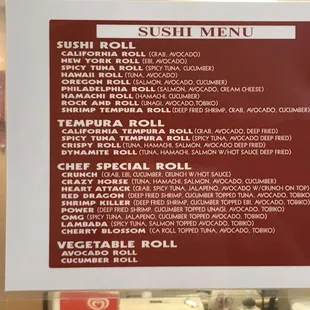 SUSHI MENU
SUSHI ROLL
CALIFORNIA ROLL (CRAB, AVOCADO)
NEW YORK ROLL (EBI, AVOCADO)
SPICY TUNA ROLL (SPICY TUNA, CUCUMBER)
HAWAII ROLL (TUNA, AVOCADO)
OREGON ROLL (SALMON, AVOCADO, CUCUMBER)
PHILADELPHIA ROLL (SALMON, AVOCADO, CREAM CHEESE)
HAMACHI ROLL (HAMACHI, CUCUMBER)
ROCK AND ROLL (UNAGI, AVOCADO, TOBIKO)
SHRIMP TEMPURA ROLL (DEEP FRIED SHRIMP, CRAB, AVOCADO, CUCUMBER)
TEMPURA ROLL
CALIFORNIA TEMPURA ROLL (CRAB, AVOCADO, DEEP FRIED)
SPICY TUNA TEMPURA ROLL (SPICY TUNA, AVOCADO DEEP FRIED)
CRISPY ROLL (TUNA, HAMACHI, SALMON, AVOCADO DEEP FRIED)
DYNAMITE ROLL (TUNA, HAMACHI, SALMON W/HOT SAUCE DEEP FRIED)
CHEF SPECIAL ROLL
CRUNCH (CRAB, EBI, CUCUMBER, CRUNCH W/HOT SAUCE)
CRAZY HORSE (TUNA, HAMACHI, SALMON, AVOCADO, CUCUMBER)
HEART ATTACK (CRAB, SPICY TUNA, JALAPENO, AVOCADO W/CRUNCH ON TOP)
RED DRAGON (DEEP FRIED SHRIMP, CUCUMBER TOPPED TUNA, AVOCADO, TOBIKO)
SHRIMP KILLER (DEEP FRIED SHRIMP, CUCUMBER TOPPED EBI, AVOCADO, TOBIKO)
POWER (DEEP FRIED SHRIMP, CUCUMBER TOPPED UNAGI, AVOCADO, TOBIKO)
OMG (SPICY TUNA, JALAPENO, CUCUMBER TOPPED AVOCADO, TOBIKO)
LAMBADA (SPICY TUNA, CUCUMBER TOPPED SALMON, AVOCADO, TOBIKO)
CHERRY BLOSSOM (CA ROLL TOPPED TUNA, AVOCADO, TOBIKO)
VEGETABLE ROLL
AVOCADO ROLL
CUCUMBER ROLL